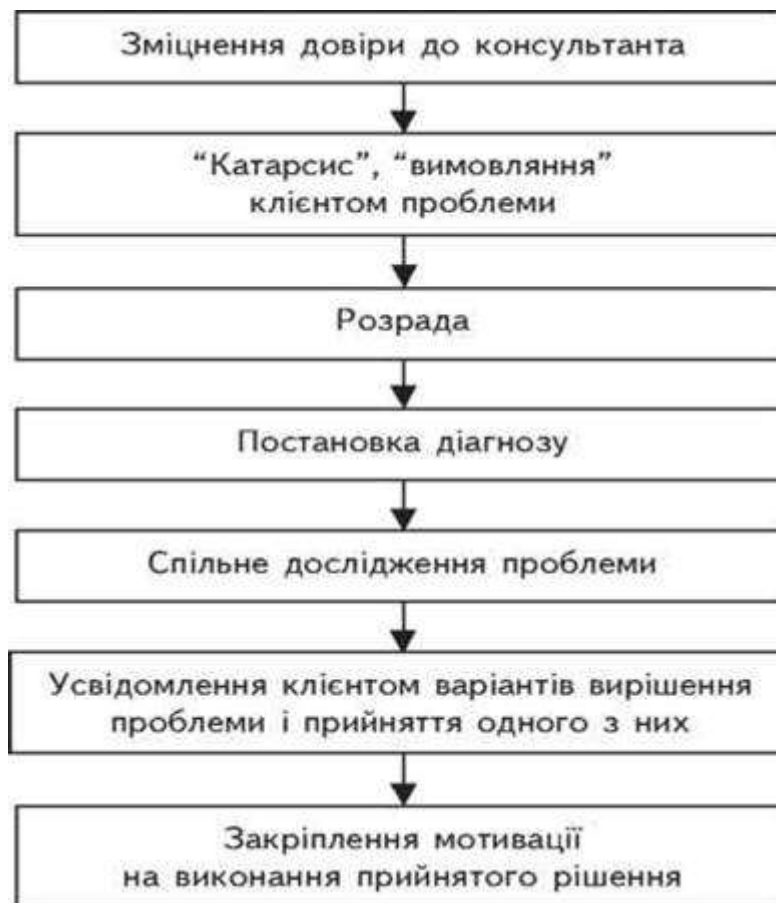 Зміцнення довіри до консультанта
“Катарсис”, “вимовляння”
клієнтом проблеми
Розрада
Постановка діагнозу
Спільне дослідження проблеми
Усвідомлення клієнтом варіантів вирішення
проблеми і прийняття одного з них
Закріплення мотивації
на виконання прийнятого рішення